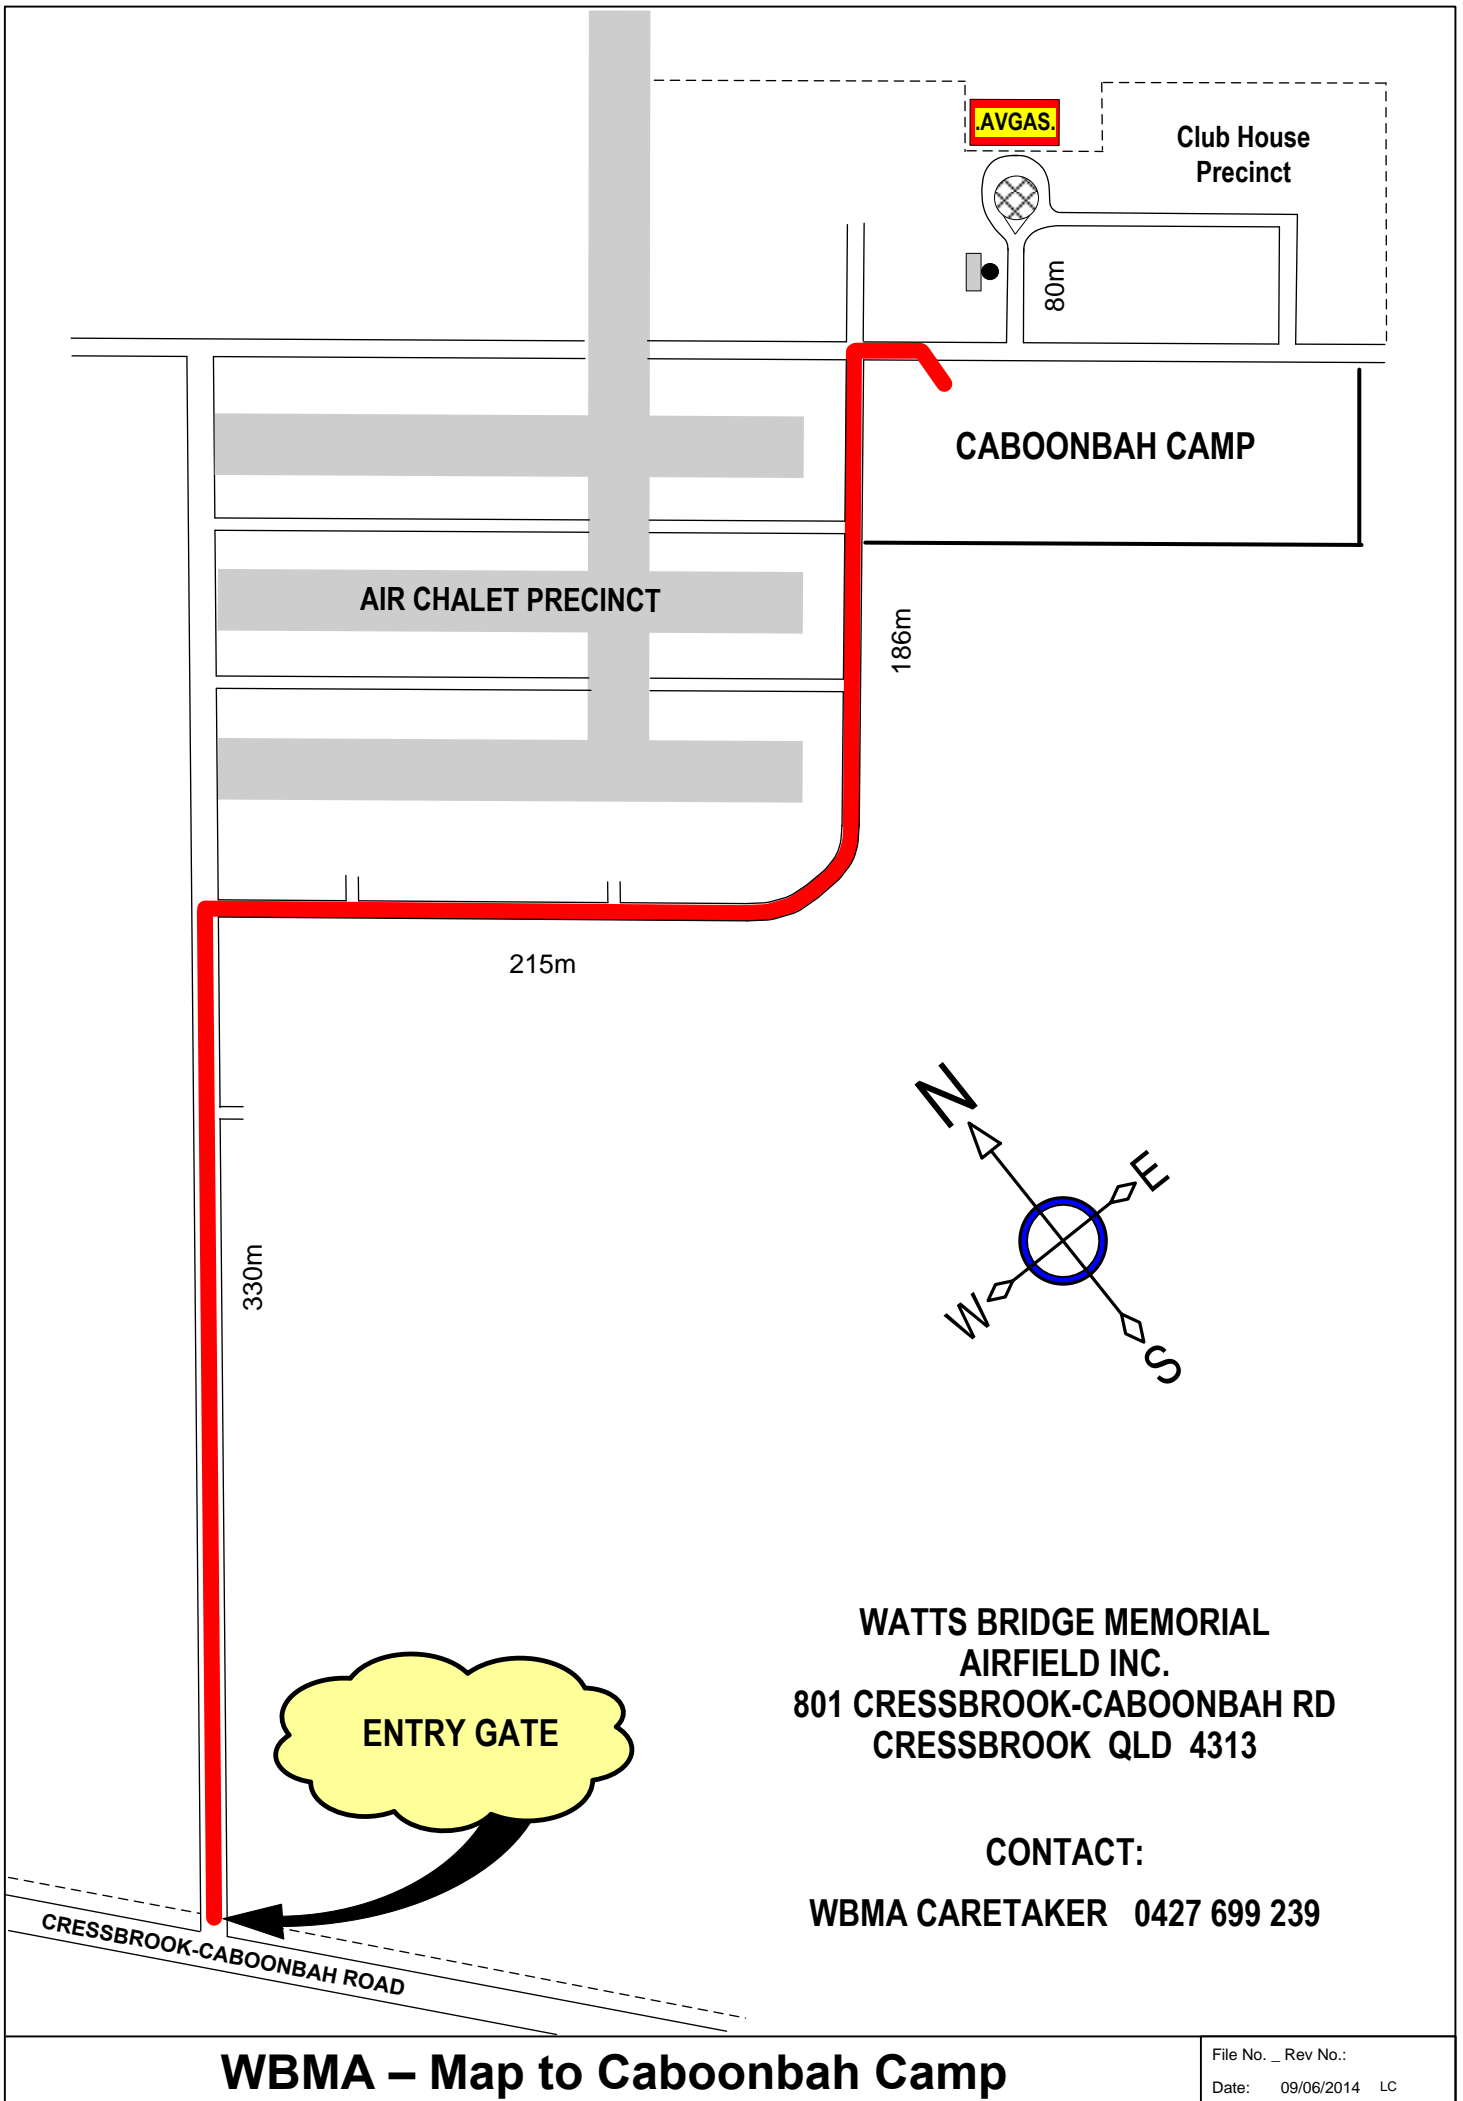 .AVGAS.
Club House
Precinct
80m
CABOONBAH CAMP
AIR CHALET PRECINCT
186m
215m
N
E
W
S
330m
WATTS BRIDGE MEMORIAL
AIRFIELD INC.
801 CRESSBROOK-CABOONBAH RD
CRESSBROOK QLD 4313
ENTRY GATE
CONTACT:
WBMA CARETAKER 0427 699 239
CRESSBROOK-CABOONBAH ROAD
WBMA – Map to Caboonbah Camp
File No. _ Rev No.:
Date: 09/06/2014 LC